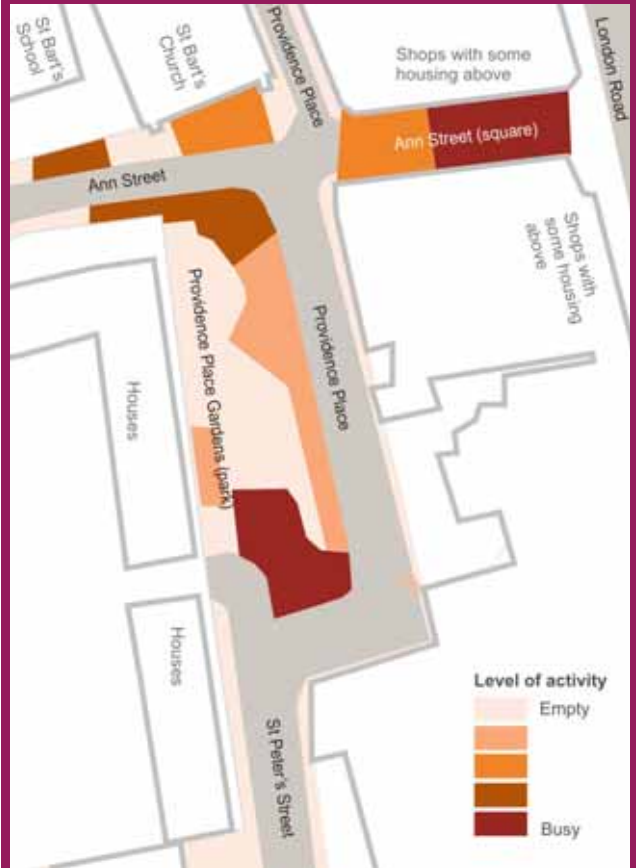 St Bart's
School
St Bart's
Church
Providence Place
Shops with some
housing above
London Road
Ann Street (square)
Ann Street
Shops with
some housing
above
Providence Place Gardens (park)
Providence Place
Houses
Houses
St Peter's Street
Level of activity
Empty
Busy